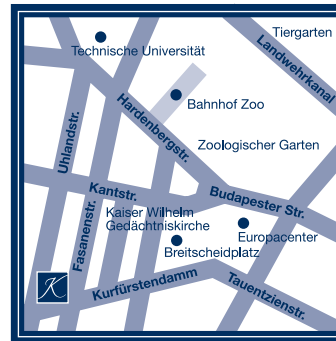 Tiergarten
Landwehrkanal
Technische Universität
Bahnhof Zoo
Hardenbergstr.
Zoologischer Garten
Uhlandstr.
Kantstr.
Budapester Str.
Fasanenstr.
Kaiser Wilhelm
Gedächtniskirche
Europacenter
Breitscheidplatz
K
Kurfürstendamm
Tauentzienstr.